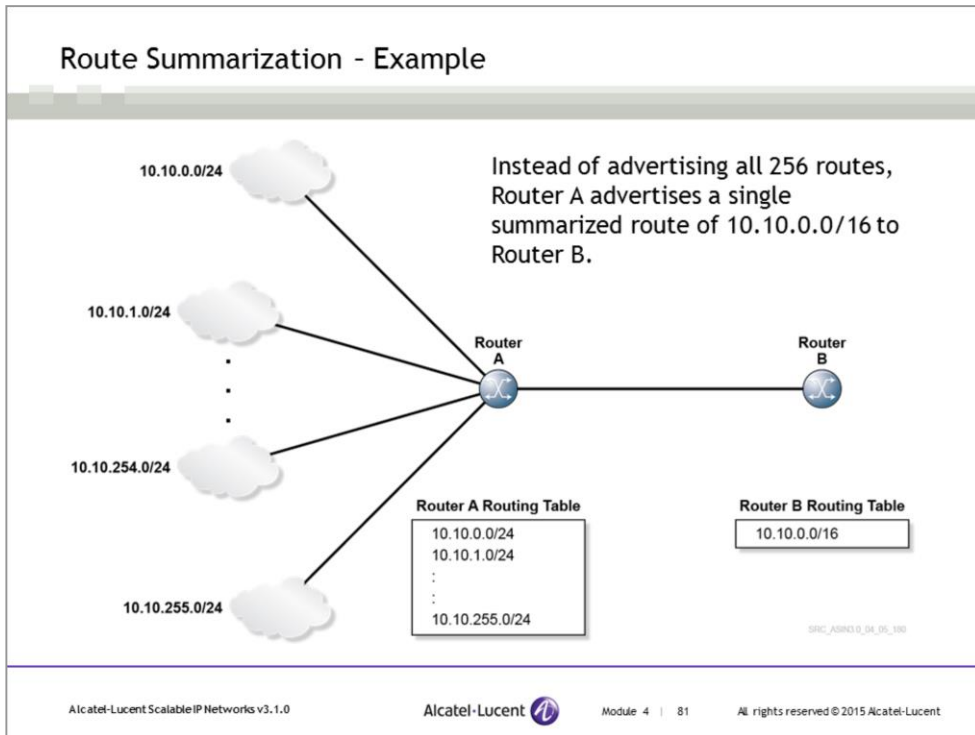 Route Summarization – Example
10.10.0.0/24
Instead of advertising all 256 routes,
Router A advertises a single
summarized route of 10.10.0.0/16 to
Router B.
10.10.1.0/24
Router
A
Router
B
10.10.254.0/24
Router A Routing Table
10.10.0.0/24
10.10.1.0/24
:
:
10.10.255.0/24
Router B Routing Table
10.10.0.0/16
10.10.255.0/24
SRC_ASIN3.0_04_05_180
Alcatel-Lucent Scalable IP Networks v3.1.0
Alcatel·Lucent
Module 4 | 81
All rights reserved © 2015 Alcatel-Lucent